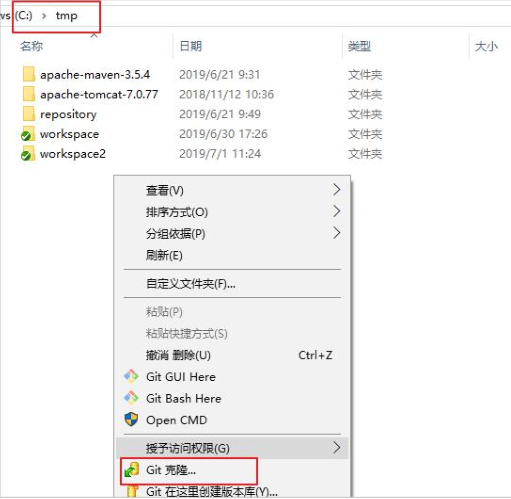 ws (C:) > tmp
名称 日期 类型 大小
apache-maven-3.5.4 2019/6/21 9:31 文件夹
apache-tomcat-7.0.77 2018/11/12 10:36 文件夹
repository 2019/6/21 9:49 文件夹
workspace 2019/6/30 17:26 文件夹
workspace2 2019/7/1 11:24 文件夹
查看(V)
排序方式(O)
分组依据(P)
刷新(E)
自定义文件夹(F)...
粘贴(P)
粘贴快捷方式(S)
撤消 删除(U) Ctrl+Z
Git GUI Here
Git Bash Here
Open CMD
授予访问权限(G)
Git 克隆...
Git 在这里创建版本库(Y)...